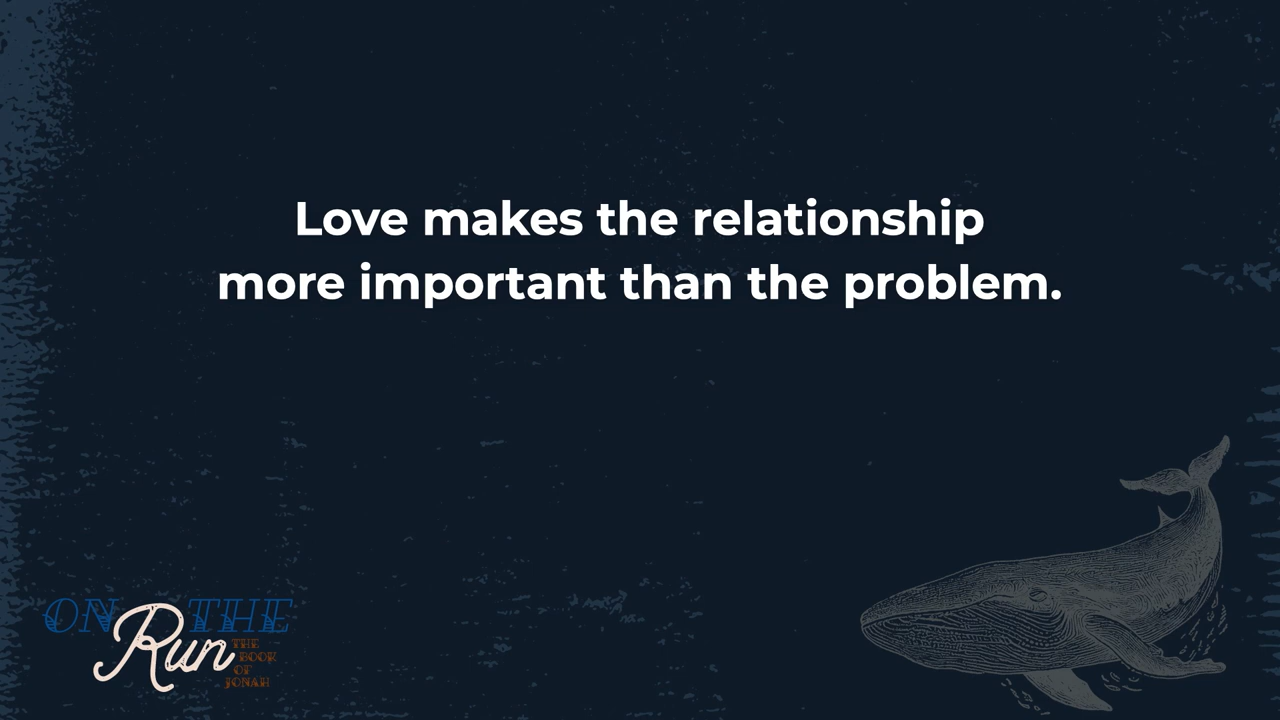 Love makes the relationship
more important than the problem.
ON THE
Run
THE
BOOK
OF
JONAH